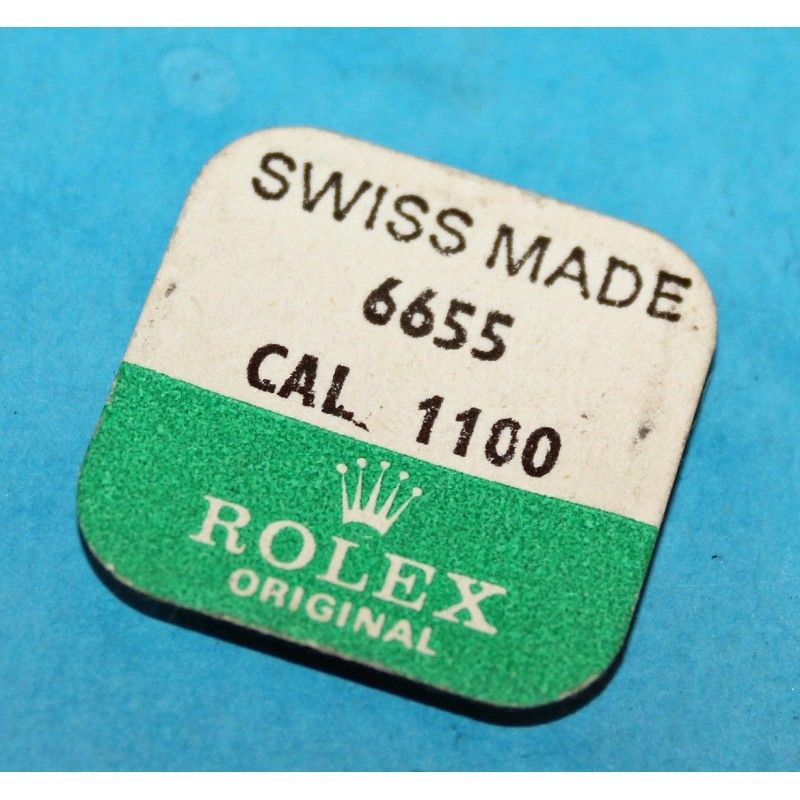 SWISS MADE
6655
CAL. 1100
ROLEX
ORIGINAL